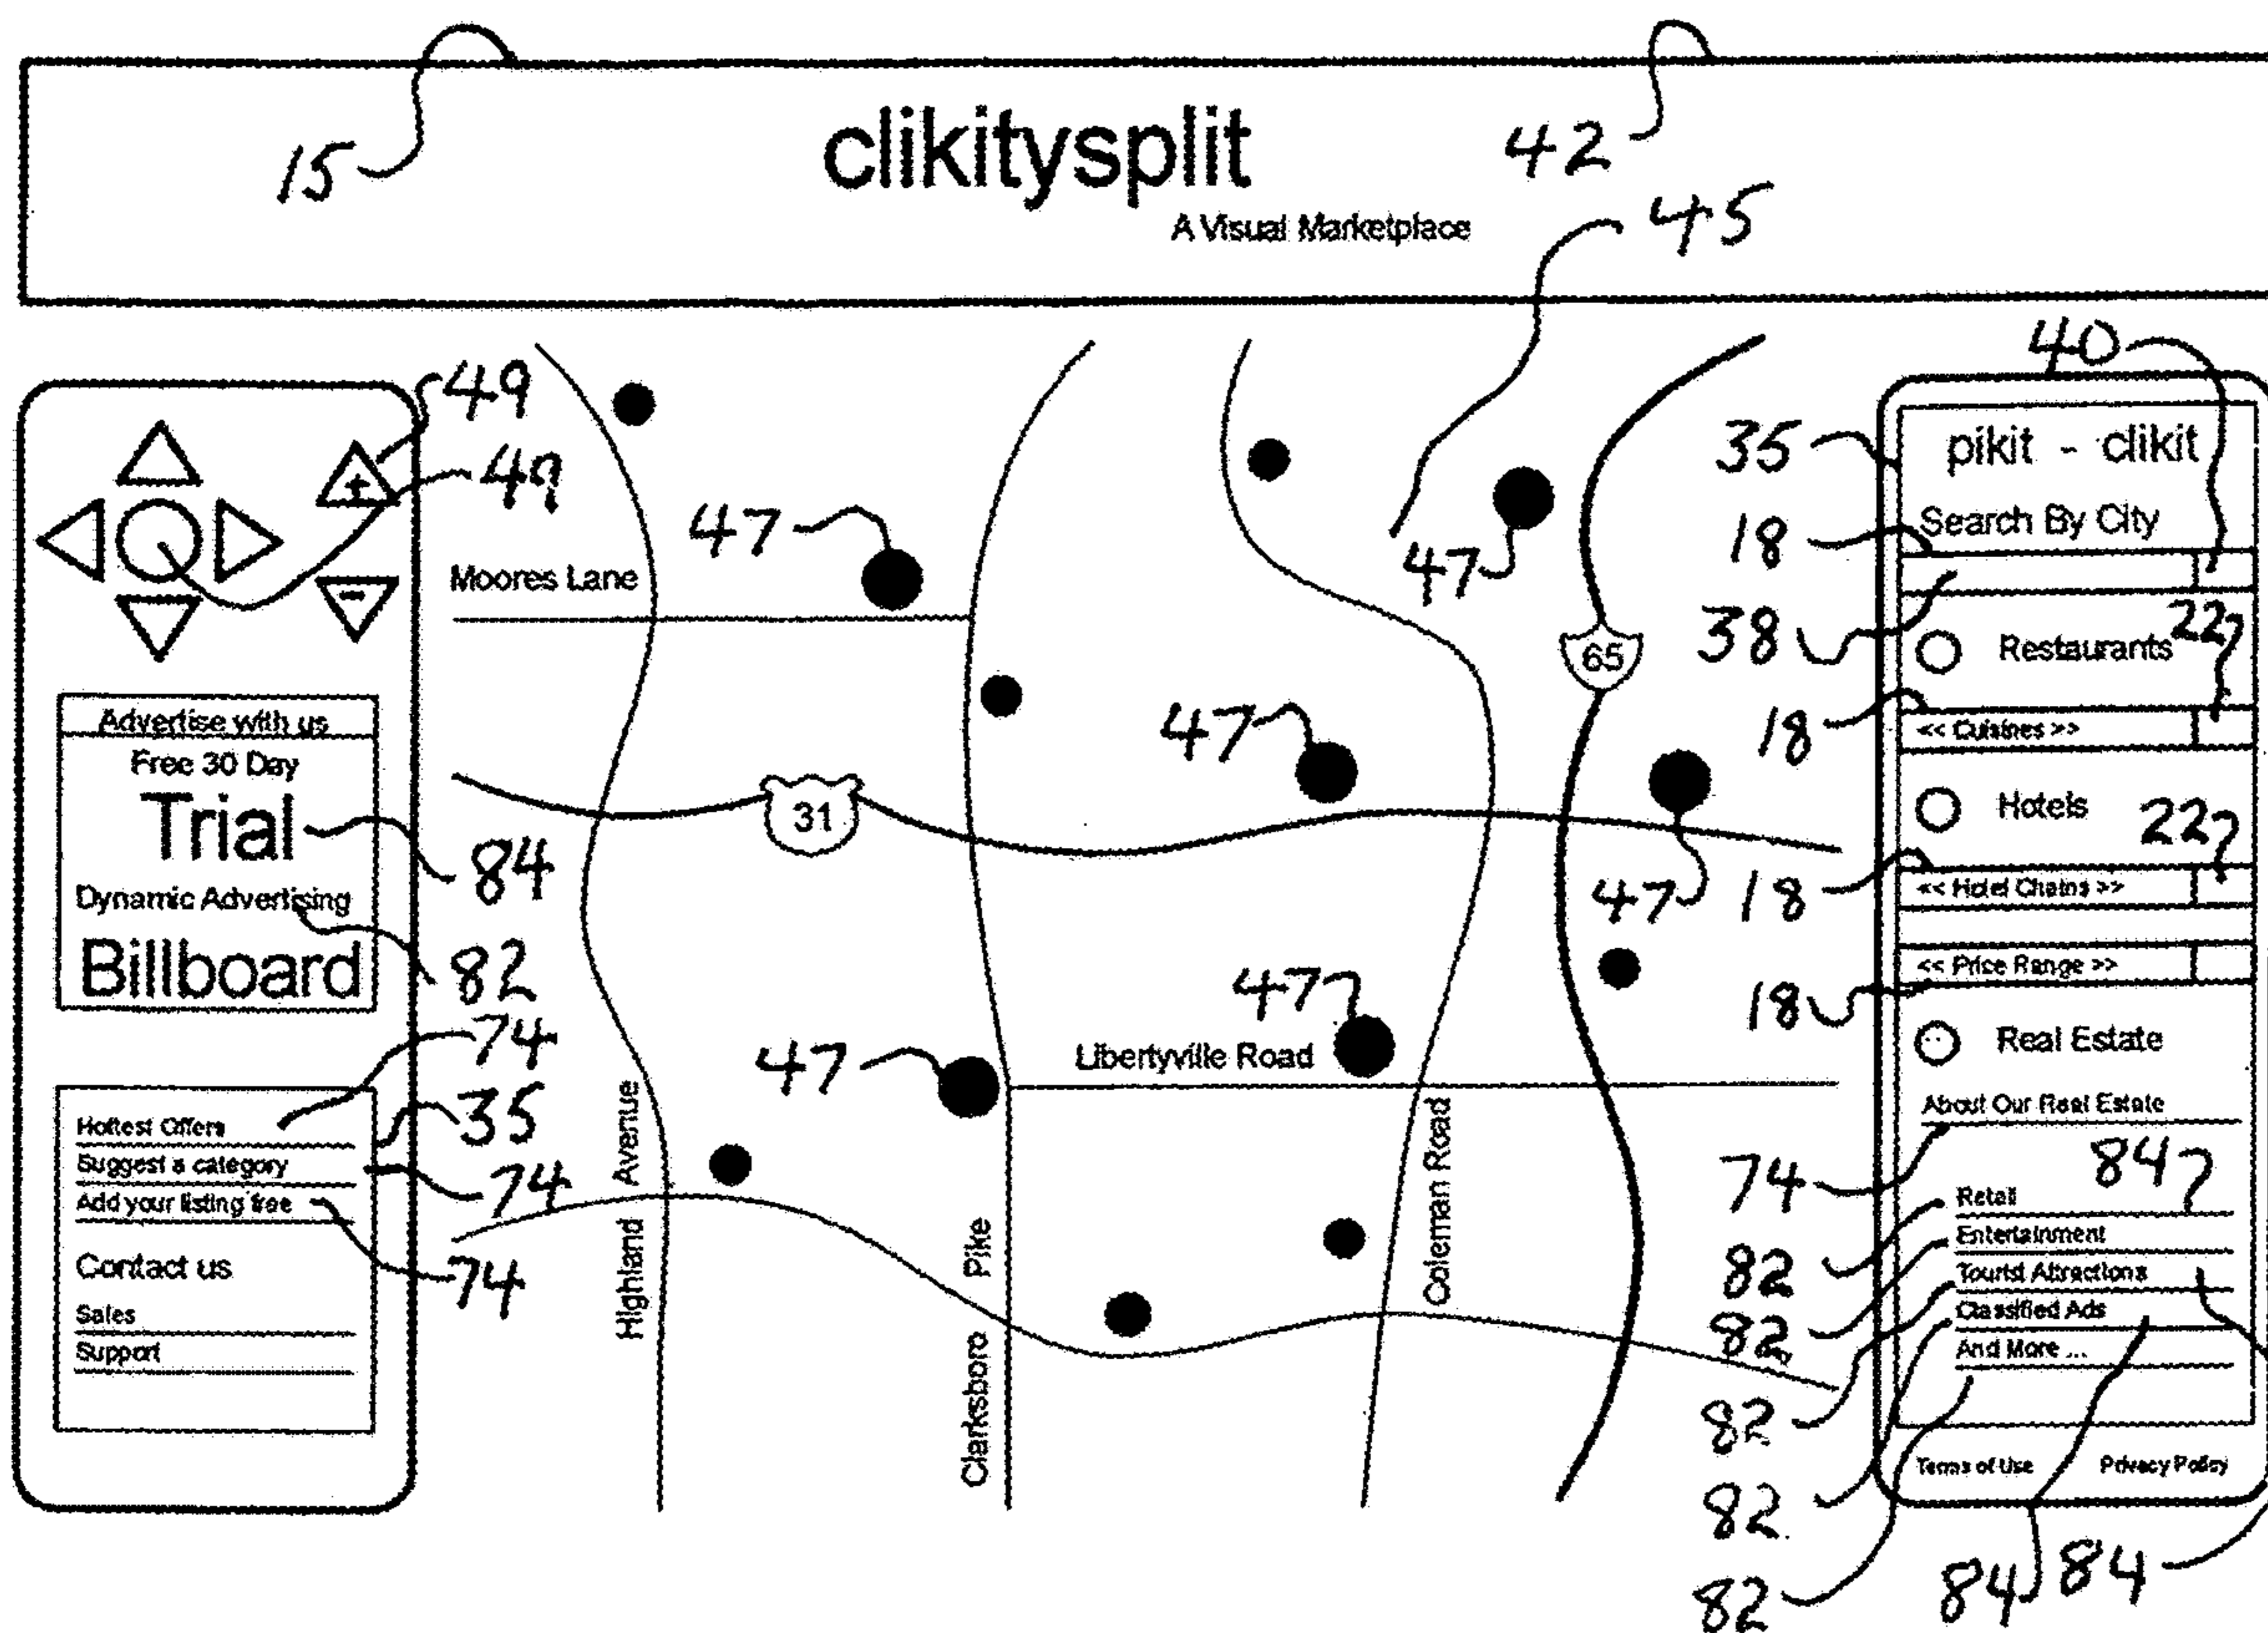 15
clikitysplit
42
A Visual Marketplace
45
49
49
Advertise with us
Free 30 Day
Trial
84
Dynamic Advertising
82
Billboard
74
35
Hottest Offers
Suggest a category
74
Add your listing free
74
Contact us
Sales
Support
47
47
Moores Lane
65
47
31
47
47
Libertyville Road
47
Highland Avenue
Clarksboro Pike
Coleman Road
40
35
pikit - clikit
18
Search By City
38
22
Restaurants
18
<< Cuisines >>
Hotels
22
18
<< Hotel Chains >>
<< Price Range >>
18
Real Estate
About Our Real Estate
74
84
Retail
82
Entertainment
82
Tourist Attractions
82
Classified Ads
82
And More ...
82
Terms of Use
Privacy Policy
84
84